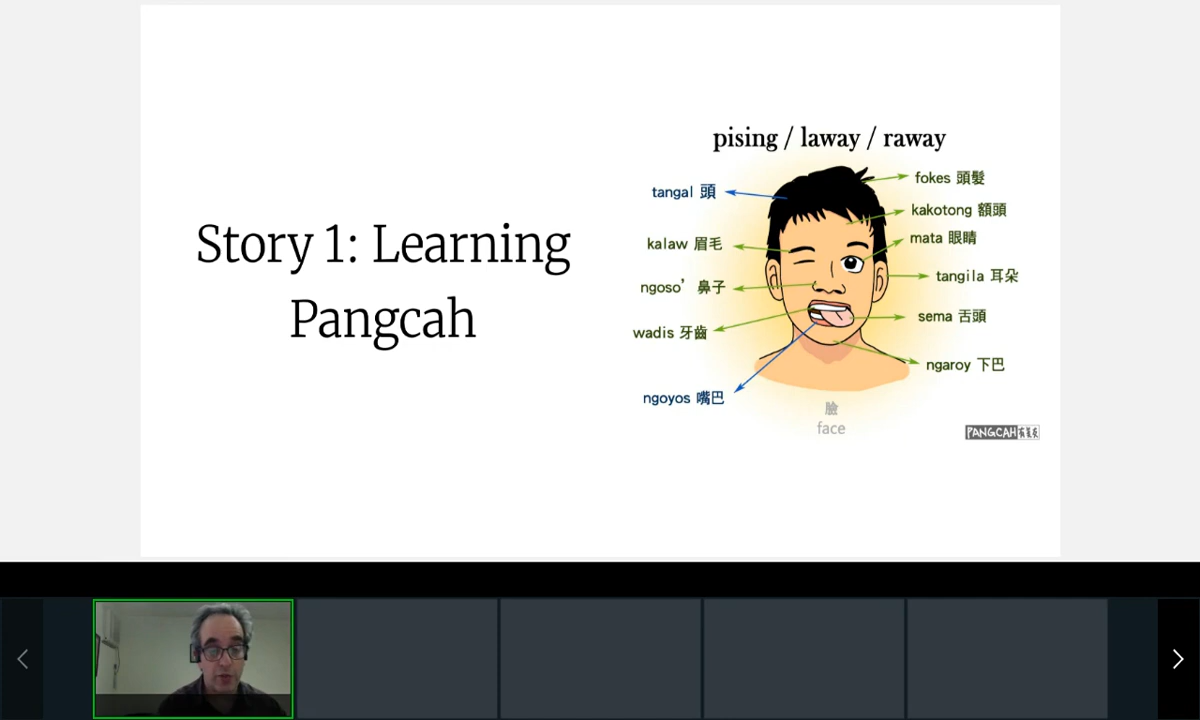 Story 1: Learning
Pangcah
pising / laway / raway
tangal 頭
kalaw 眉毛
ngoso’ 鼻子
wadis 牙齒
ngoyos 嘴巴
fokes 頭髮
kakotong 額頭
mata 眼睛
tangila 耳朵
sema 舌頭
ngaroy 下巴
臉
face
PANGCAH